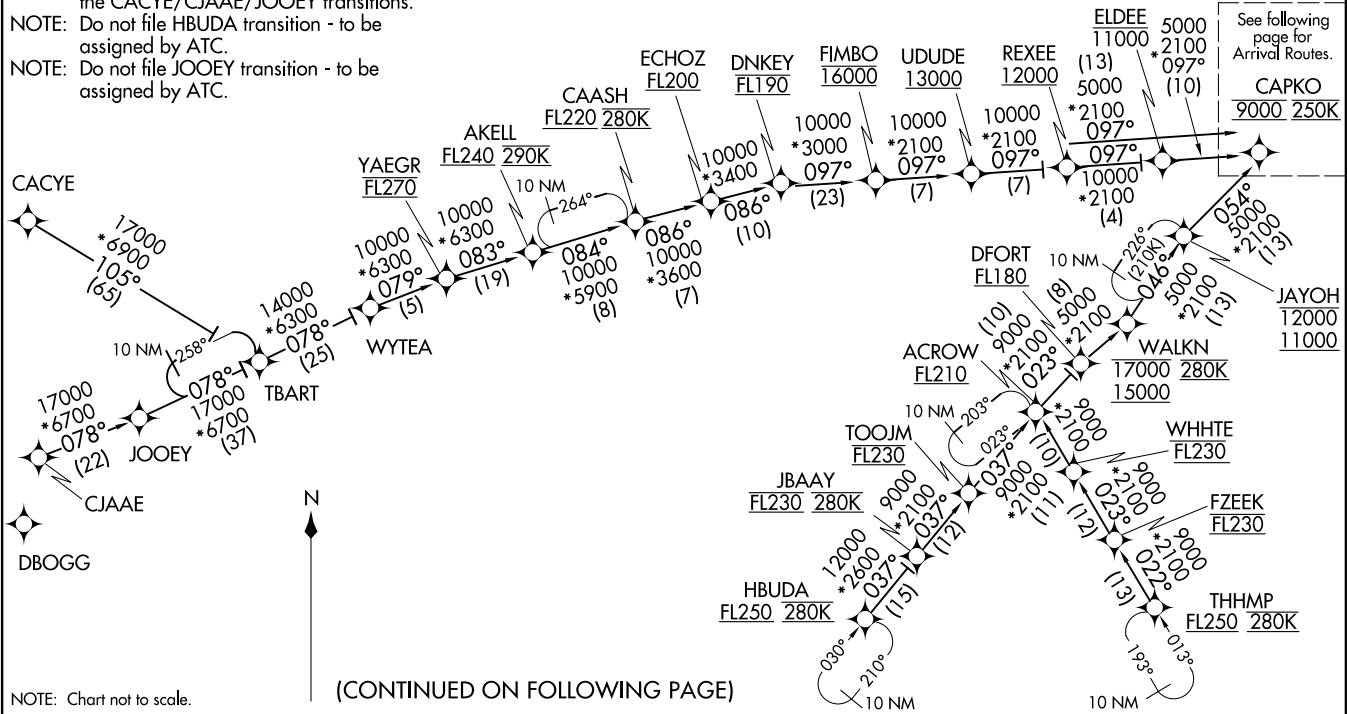 the CACYE/CJAAE/JOOEY transitions.
NOTE: Do not file HBUDA transition - to be
assigned by ATC.
NOTE: Do not file JOOEY transition - to be
assigned by ATC.
See following
page for
Arrival Routes.
CAPKO
9000 250K
ELDEE
11000
5000
*2100
097°
(10)
(13)
5000
*2100
097°
REXEE
12000
097°
10000
*2100
(4)
UDUDE
13000
10000
*2100
097°
(7)
FIMBO
16000
10000
*2100
097°
(7)
DNKEY
FL190
10000
*3000
097°
(23)
ECHOZ
FL200
10000
*3400
086°
(10)
CAASH
FL220 280K
086°
10000
*3600
(7)
AKELL
FL240 290K
10 NM
264°
084°
10000
*5900
(8)
YAEGR
FL270
10000
*6300
083°
(19)
10000
*6300
079°
(5)
WYTEA
14000
*6300
078°
(25)
TBART
CACYE
17000
*6900
105°
(65)
10 NM
258°
078°
17000
*6700
(37)
JOOEY
17000
*6700
078°
(22)
CJAAE
DBOGG
N
054°
5000
*2100
(13)
JAYOH
12000
11000
226°
(210K)
10 NM
046°
5000
*2100
(13)
DFORT
FL180
(8)
5000
*2100
WALKN
17000 280K
15000
(10)
9000
*2100
023°
ACROW
FL210
10 NM
203°
023°
TOOJM
FL230
037°
9000
*2100
(11)
JBAAY
FL230 280K
9000
*2100
037°
(12)
12000
*2600
037°
(15)
HBUDA
FL250 280K
030°
210°
10 NM
9000
*2100
(10)
WHHTE
FL230
9000
*2100
023°
(12)
FZEEK
FL230
9000
*2100
022°
(13)
THHMP
FL250 280K
013°
193°
10 NM
NOTE: Chart not to scale.
(CONTINUED ON FOLLOWING PAGE)